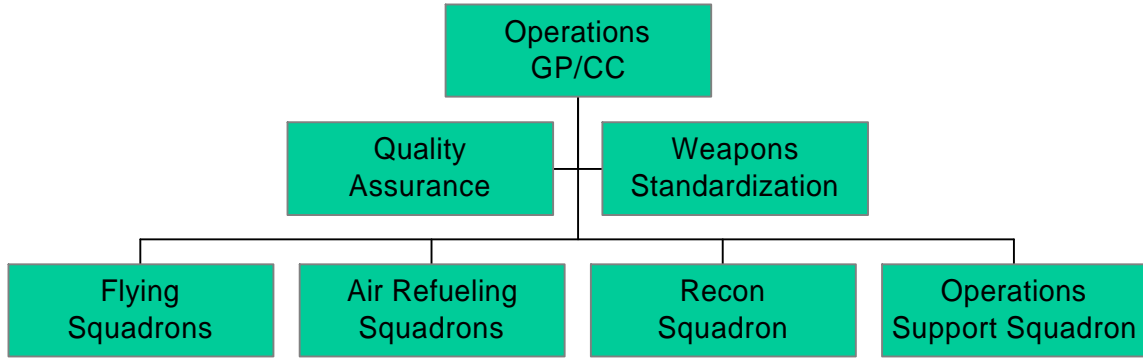 Operations
GP/CC
Quality
Assurance
Weapons
Standardization
Flying
Squadrons
Air Refueling
Squadrons
Recon
Squadron
Operations
Support Squadron